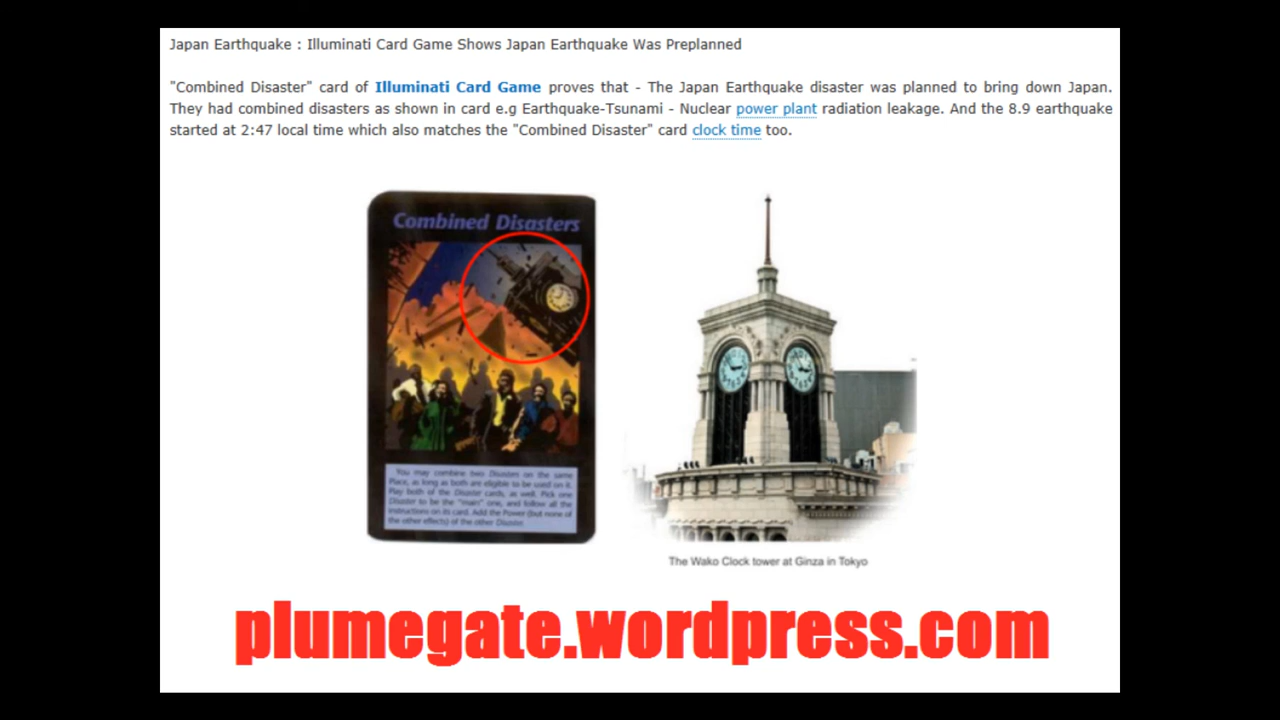 Japan Earthquake : Illuminati Card Game Shows Japan Earthquake Was Preplanned
"Combined Disaster" card of Illuminati Card Game proves that - The Japan Earthquake disaster was planned to bring down Japan.
They had combined disasters as shown in card e.g Earthquake-Tsunami - Nuclear power plant radiation leakage. And the 8.9 earthquake
started at 2:47 local time which also matches the "Combined Disaster" card clock time too.
Combined Disasters
You may combine two Disasters on the same
Place, as long as both are eligible to be used on it.
Play both of the Disaster cards, as well. Pick one
Disaster to be the "main" one, and follow all the
instructions on its card. Add the Power (but none of
the other effects) of the other Disaster.
The Wako Clock tower at Ginza in Tokyo
plumegate.wordpress.com